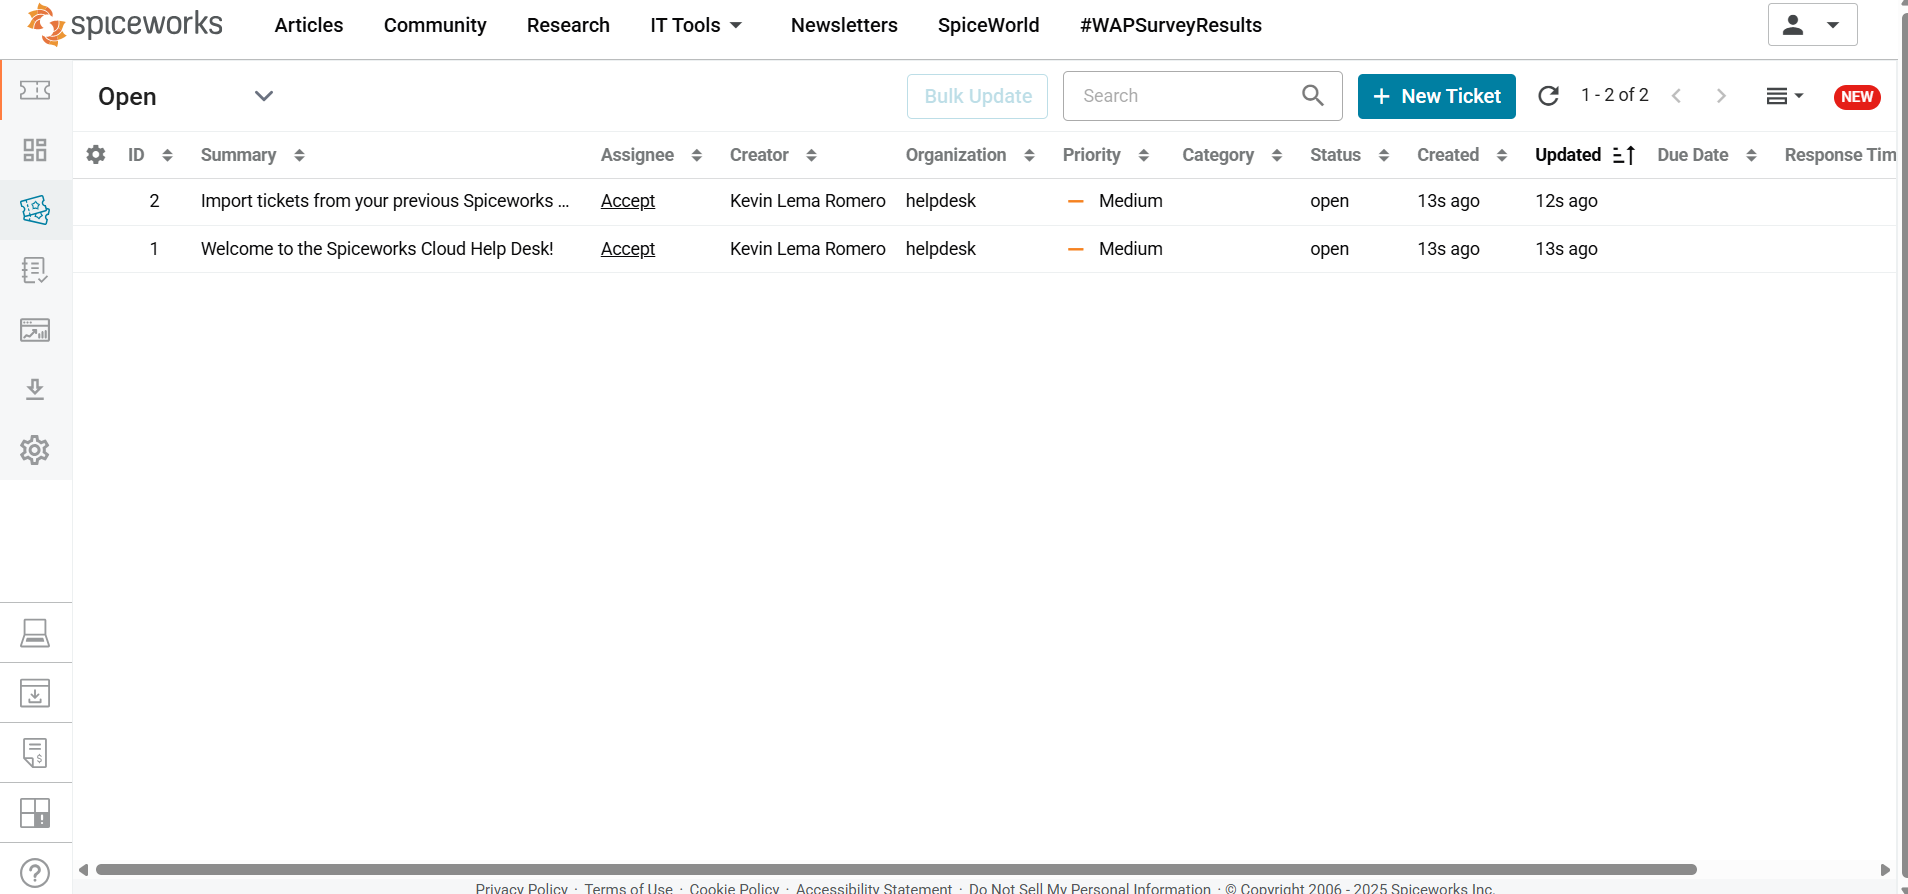 spiceworks Articles Community Research IT Tools Newsletters SpiceWorld #WAPSurveyResults
Open Bulk Update Search + New Ticket 1 - 2 of 2 NEW
ID Summary Assignee Creator Organization Priority Category Status Created Updated Due Date Response Tim
2 Import tickets from your previous Spiceworks ... Accept Kevin Lema Romero helpdesk Medium open 13s ago 12s ago
1 Welcome to the Spiceworks Cloud Help Desk! Accept Kevin Lema Romero helpdesk Medium open 13s ago 13s ago
Privacy Policy · Terms of Use · Cookie Policy · Accessibility Statement · Do Not Sell My Personal Information · © Copyright 2006 - 2025 Spiceworks Inc.